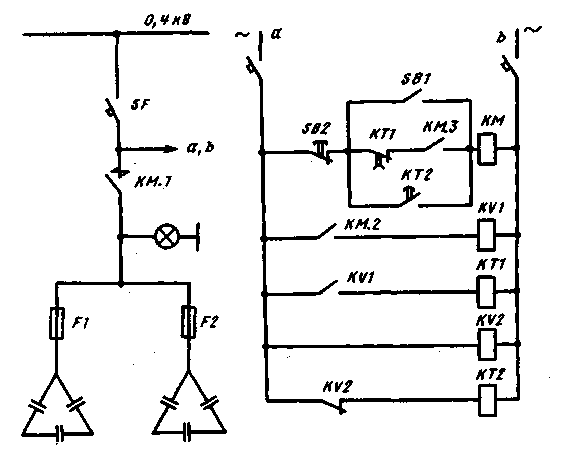 0,4 кв
SF
a, b
KM.1
F1
F2
~ a
b ~
SB1
SB2
KT1
KM.3
KM
KT2
KM.2
KV1
KV1
KT1
KV2
KV2
KT2